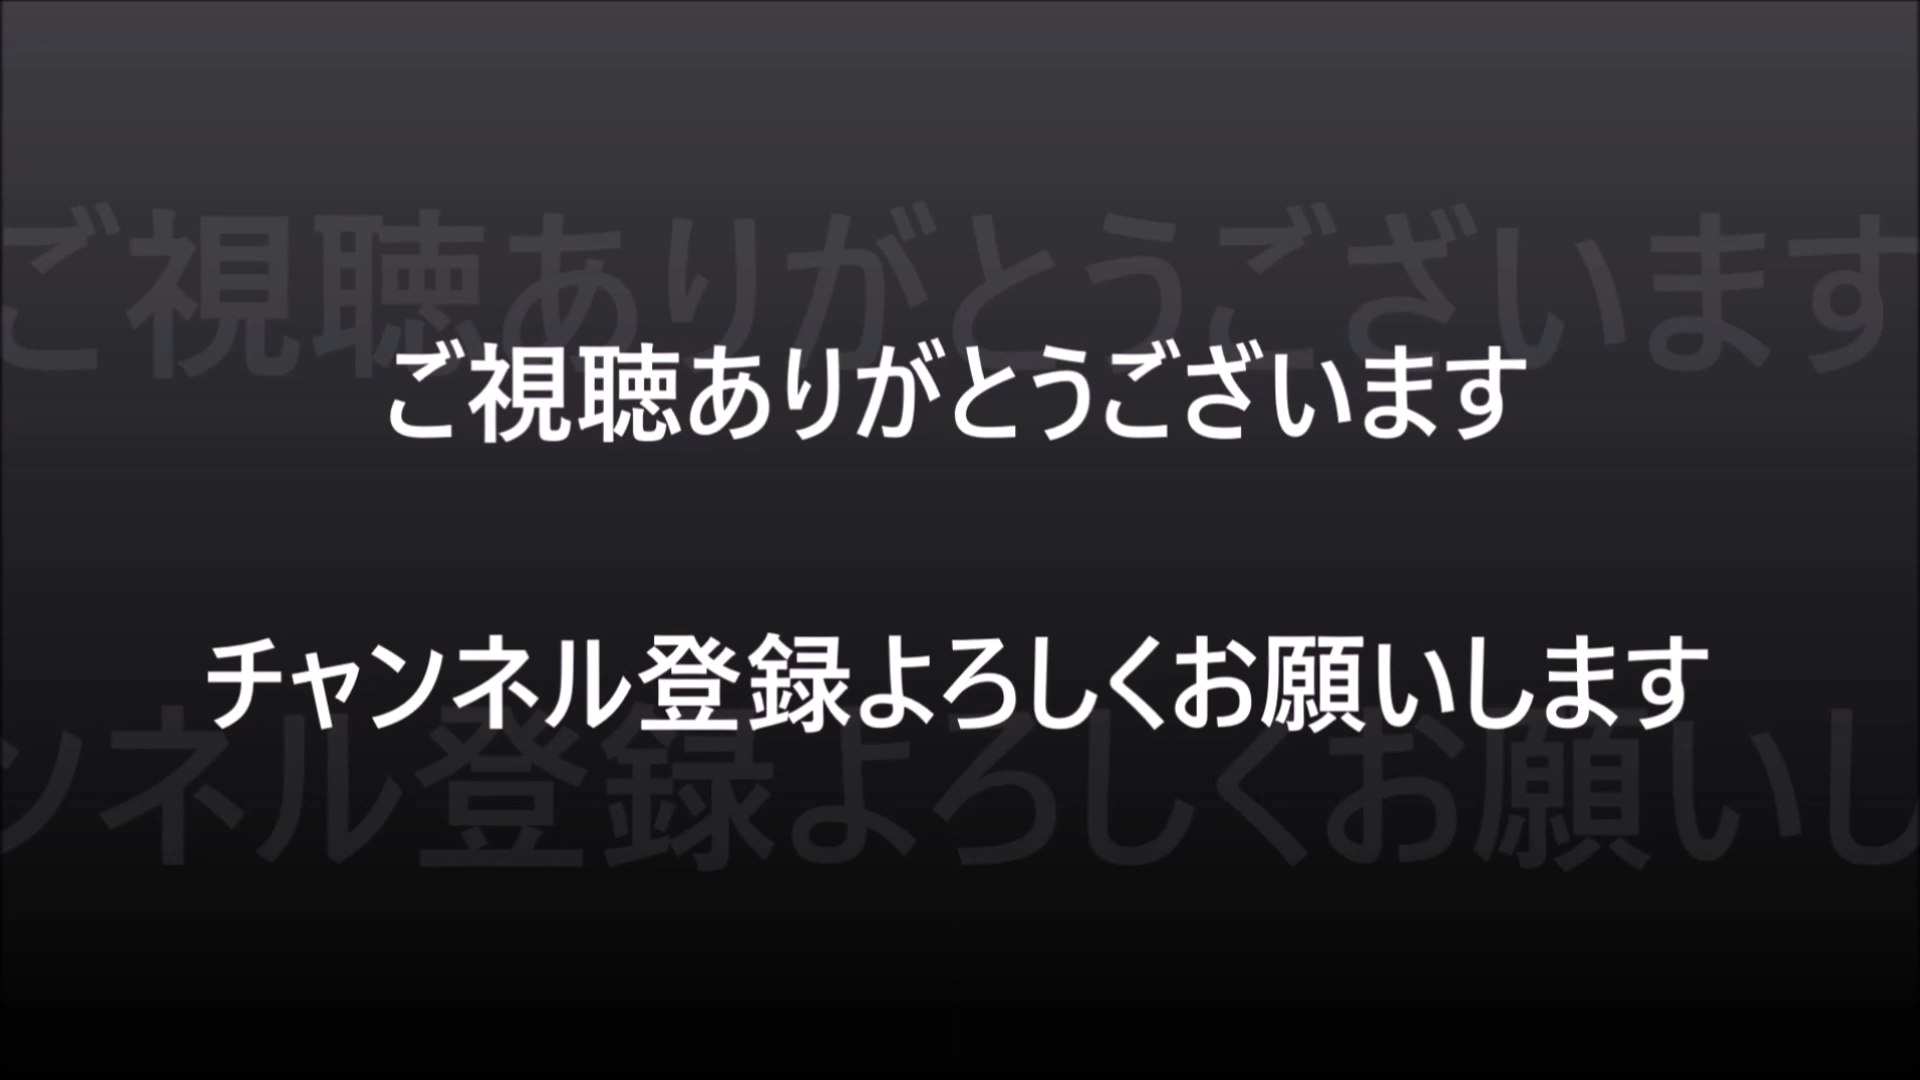 ご視聴ありがとうございます
ご視聴ありがとうございます
チャンネル登録よろしくお願いします
ンネル登録よろしくお願いし